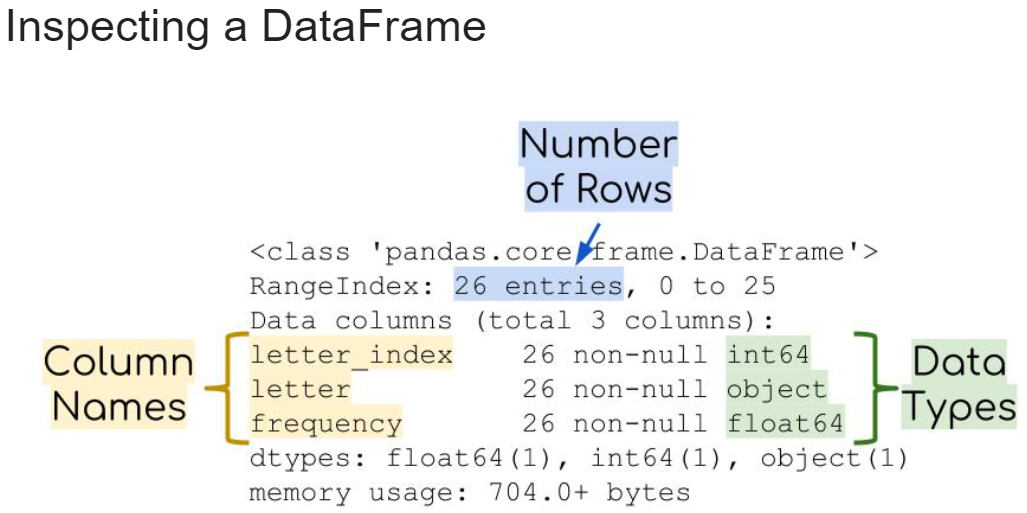 Inspecting a DataFrame
Number
of Rows
<class 'pandas.core.frame.DataFrame'>
RangeIndex: 26 entries, 0 to 25
Data columns (total 3 columns):
Column
Names
letter_index 26 non-null int64
letter 26 non-null object
frequency 26 non-null float64
Data
Types
dtypes: float64(1), int64(1), object(1)
memory usage: 704.0+ bytes